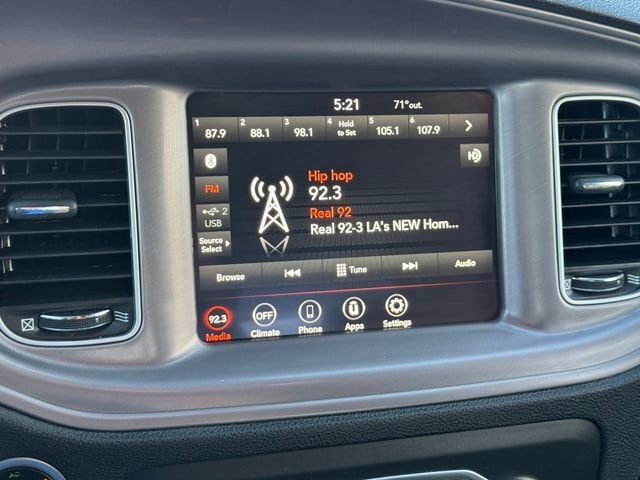 5:21 71°out.
1 87.9 2 88.1 3 98.1 4 Hold to Set 5 105.1 6 107.9
Hip hop
FM
92.3
2
USB
Real 92
Real 92-3 LA's NEW Hom...
Source
Select
Browse Tune Audio
92.3 OFF
Media Climate Phone Apps Settings